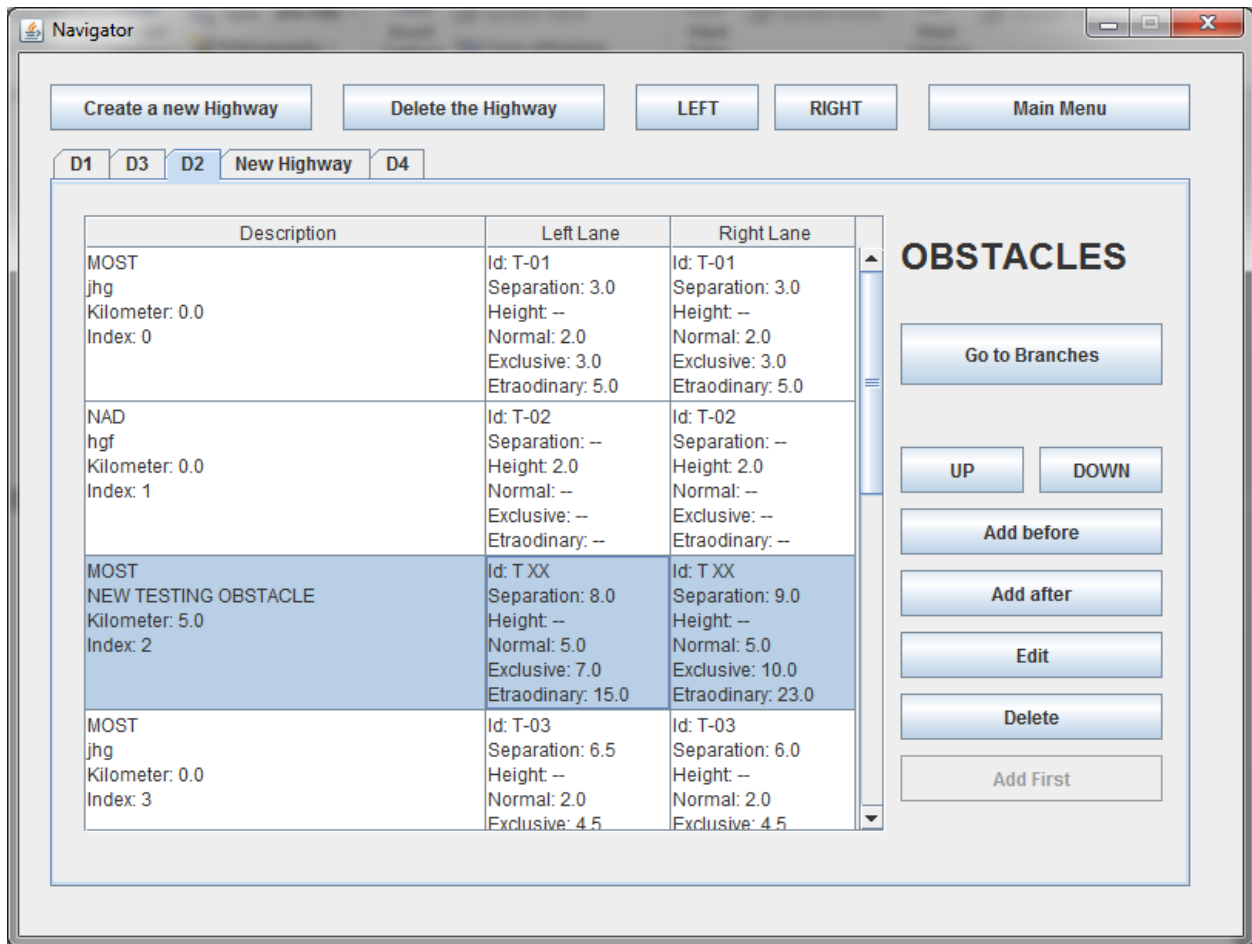 Navigator
Create a new Highway Delete the Highway LEFT RIGHT Main Menu
D1 D3 D2 New Highway D4
Description Left Lane Right Lane
MOST
jhg
Kilometer: 0.0
Index: 0
Id: T-01
Separation: 3.0
Height: --
Normal: 2.0
Exclusive: 3.0
Etraodinary: 5.0
Id: T-01
Separation: 3.0
Height: --
Normal: 2.0
Exclusive: 3.0
Etraodinary: 5.0
NAD
hgf
Kilometer: 0.0
Index: 1
Id: T-02
Separation: --
Height: 2.0
Normal: --
Exclusive: --
Etraodinary: --
Id: T-02
Separation: --
Height: 2.0
Normal: --
Exclusive: --
Etraodinary: --
MOST
NEW TESTING OBSTACLE
Kilometer: 5.0
Index: 2
Id: T XX
Separation: 8.0
Height: --
Normal: 5.0
Exclusive: 7.0
Etraodinary: 15.0
Id: T XX
Separation: 9.0
Height: --
Normal: 5.0
Exclusive: 10.0
Etraodinary: 23.0
MOST
jhg
Kilometer: 0.0
Index: 3
Id: T-03
Separation: 6.5
Height: --
Normal: 2.0
Exclusive: 4.5
Id: T-03
Separation: 6.0
Height: --
Normal: 2.0
Exclusive: 4.5
OBSTACLES
Go to Branches
UP DOWN
Add before
Add after
Edit
Delete
Add First